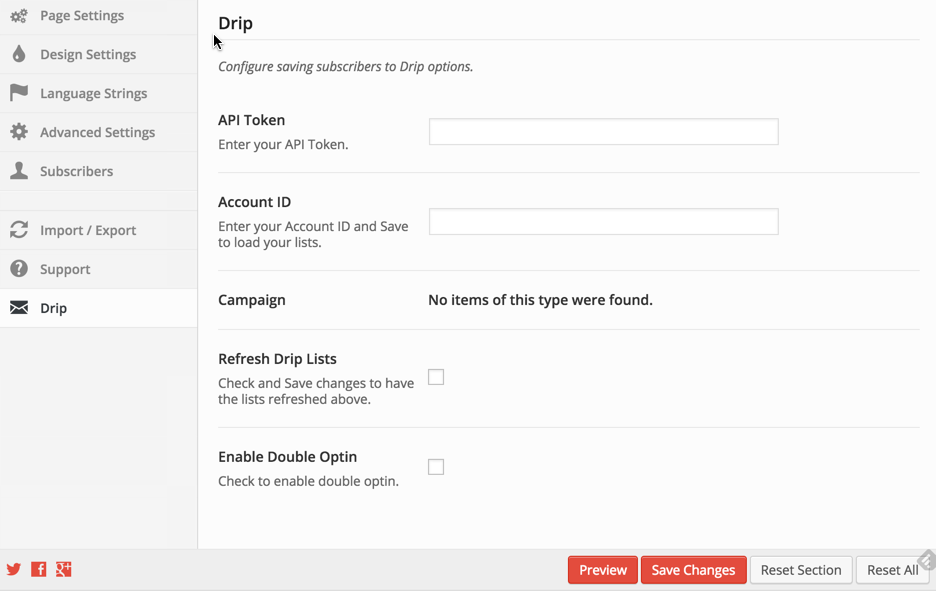 Page Settings
Design Settings
Language Strings
Advanced Settings
Subscribers
Import / Export
Support
Drip
Drip
Configure saving subscribers to Drip options.
API Token
Enter your API Token.
Account ID
Enter your Account ID and Save
to load your lists.
Campaign
No items of this type were found.
Refresh Drip Lists
Check and Save changes to have
the lists refreshed above.
Enable Double Optin
Check to enable double optin.
Preview
Save Changes
Reset Section
Reset All